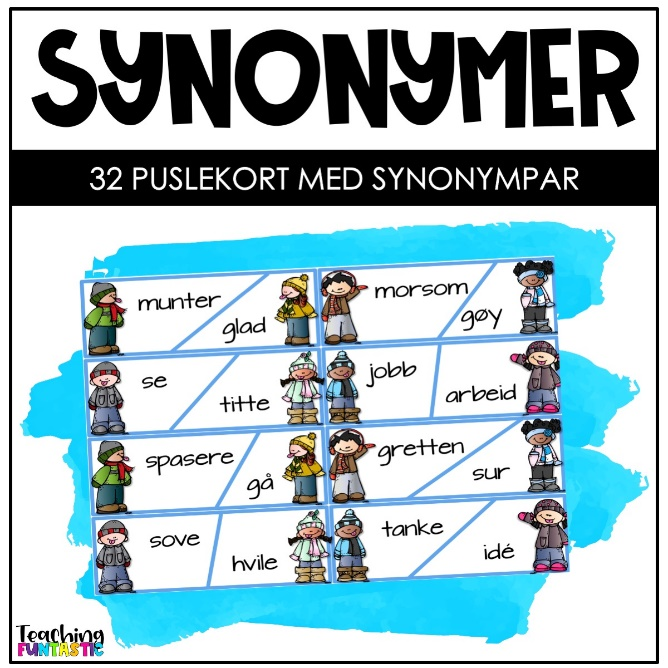 SYNONYMER
32 PUSLEKORT MED SYNONYMPAR
munter
glad
morsom
gøy
se
titte
jobb
arbeid
spasere
gå
gretten
sur
sove
hvile
tanke
idé
Teaching
FUNTASTIC